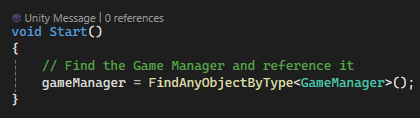 Unity Message | 0 references
void Start()
{
// Find the Game Manager and reference it
gameManager = FindAnyObjectByType<GameManager>();
}